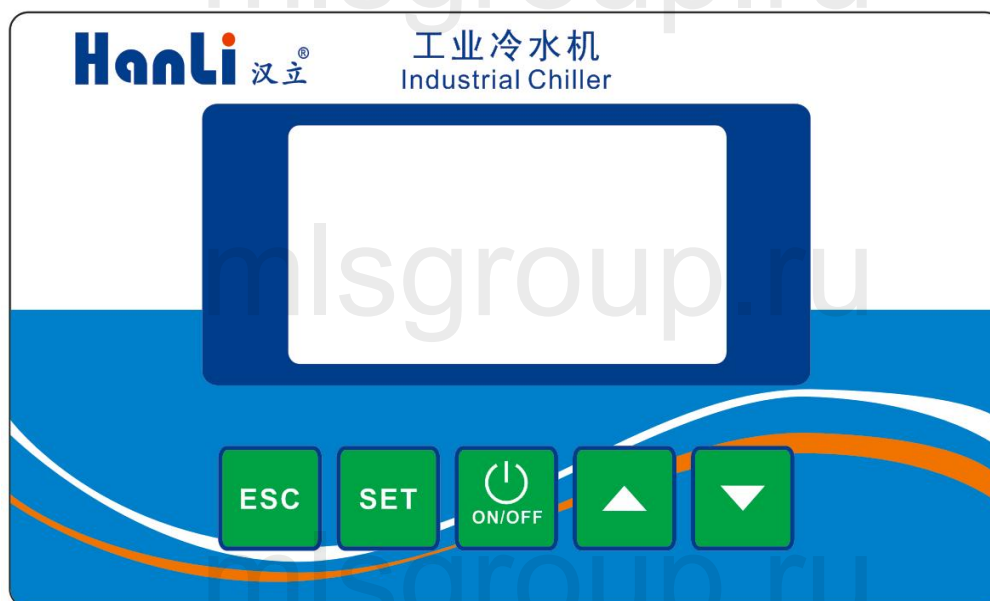 mlsgroup.ru
HanLi 汉立®
工业冷水机
Industrial Chiller
mlsgroup.ru
ESC
SET
ON/OFF
mlsgroup.ru